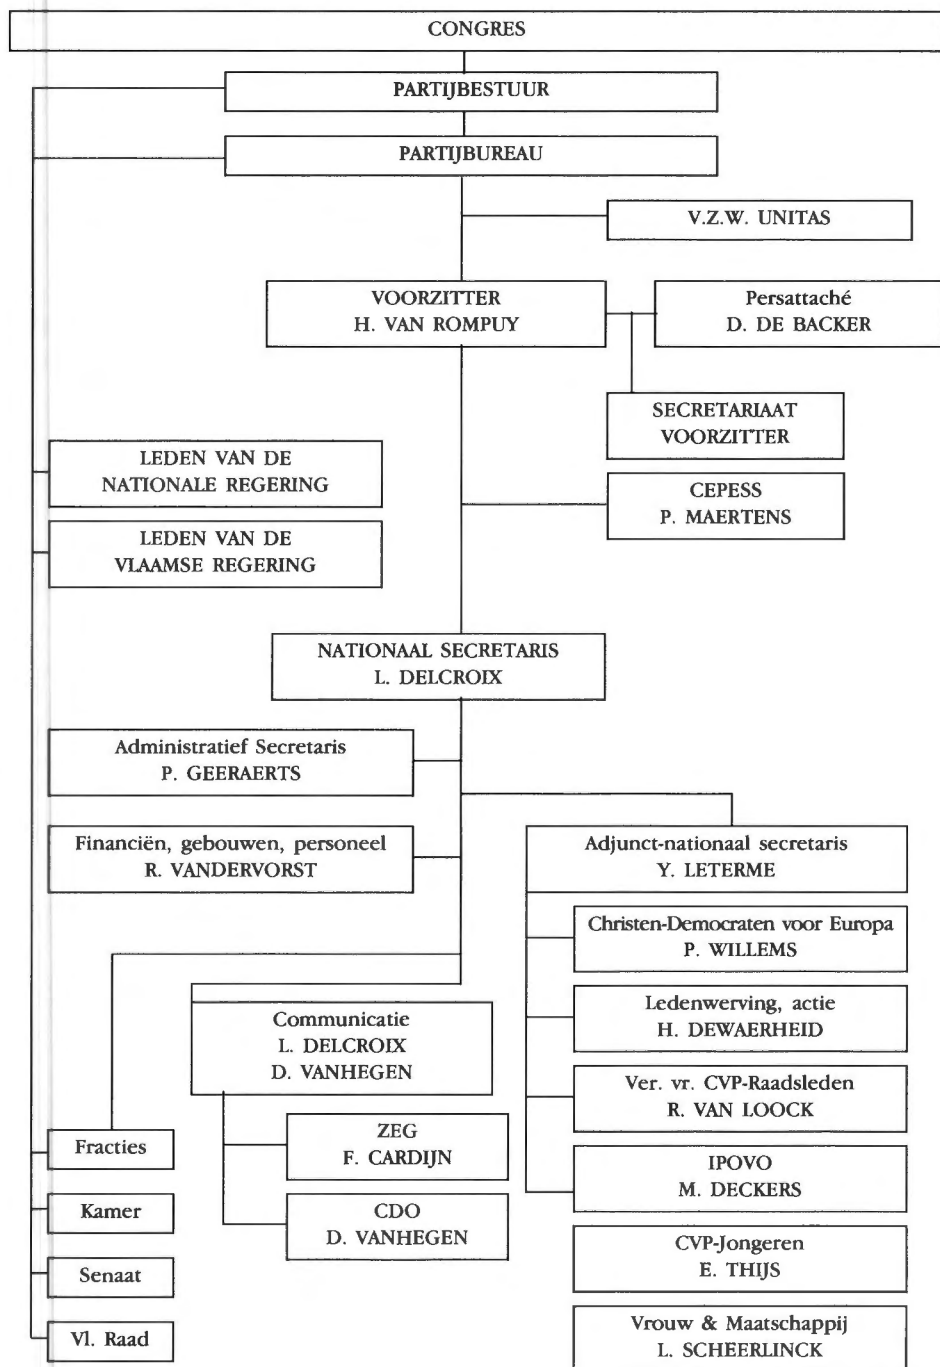 CONGRES
PARTIJBESTUUR
PARTIJBUREAU
V.Z.W. UNITAS
VOORZITTER
H. VAN ROMPUY
Persattaché
D. DE BACKER
SECRETARIAAT
VOORZITTER
LEDEN VAN DE
NATIONALE REGERING
CEPESS
P. MAERTENS
LEDEN VAN DE
VLAAMSE REGERING
NATIONAAL SECRETARIS
L. DELCROIX
Administratief Secretaris
P. GEERAERTS
Financiën, gebouwen, personeel
R. VANDERVORST
Adjunct-nationaal secretaris
Y. LETERME
Christen-Democraten voor Europa
P. WILLEMS
Ledenwerving, actie
H. DEWAERHEID
Ver. vr. CVP-Raadsleden
R. VAN LOOCK
IPOVO
M. DECKERS
CVP-Jongeren
E. THIJS
Vrouw & Maatschappij
L. SCHEERLINCK
Communicatie
L. DELCROIX
D. VANHEGEN
ZEG
F. CARDIJN
CDO
D. VANHEGEN
Fracties
Kamer
Senaat
Vl. Raad